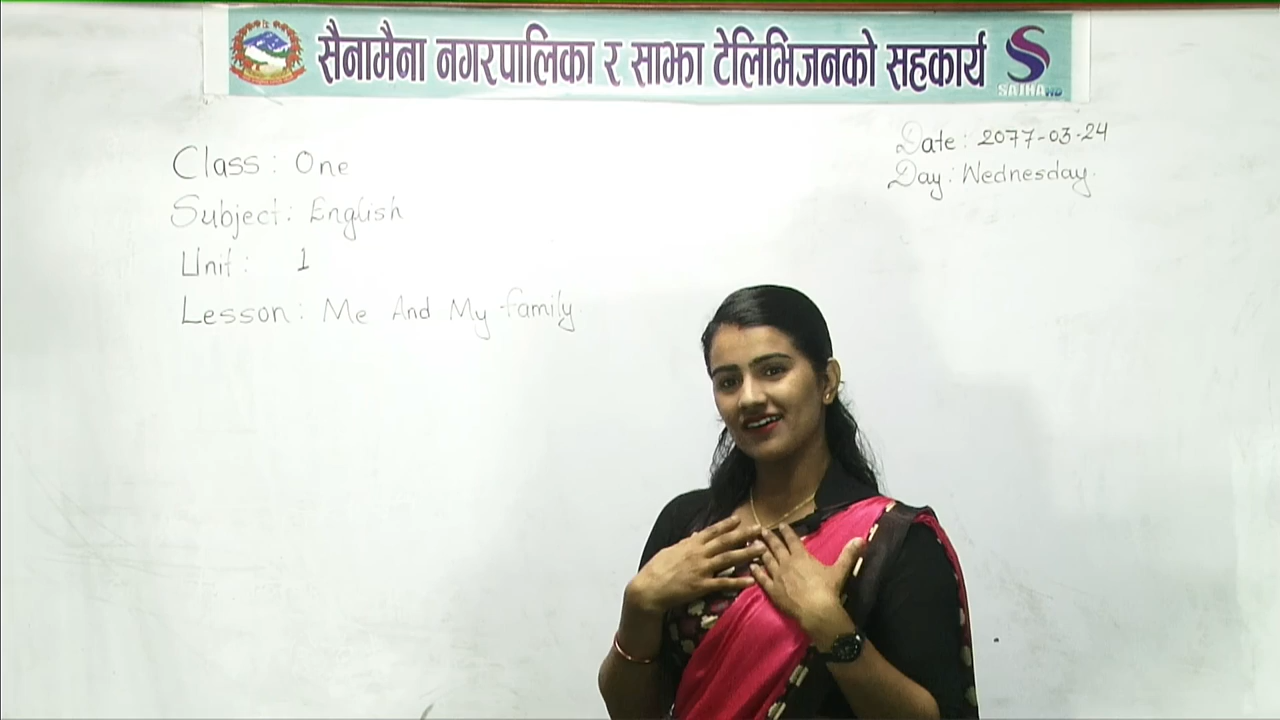 सैनामैना नगरपालिका र साझा टेलिभिजनको सहकार्य
SAJHA HD
Date : 2077-03-24
Day : Wednesday.
Class : One
Subject : English
Unit : 1
Lesson : Me And My family